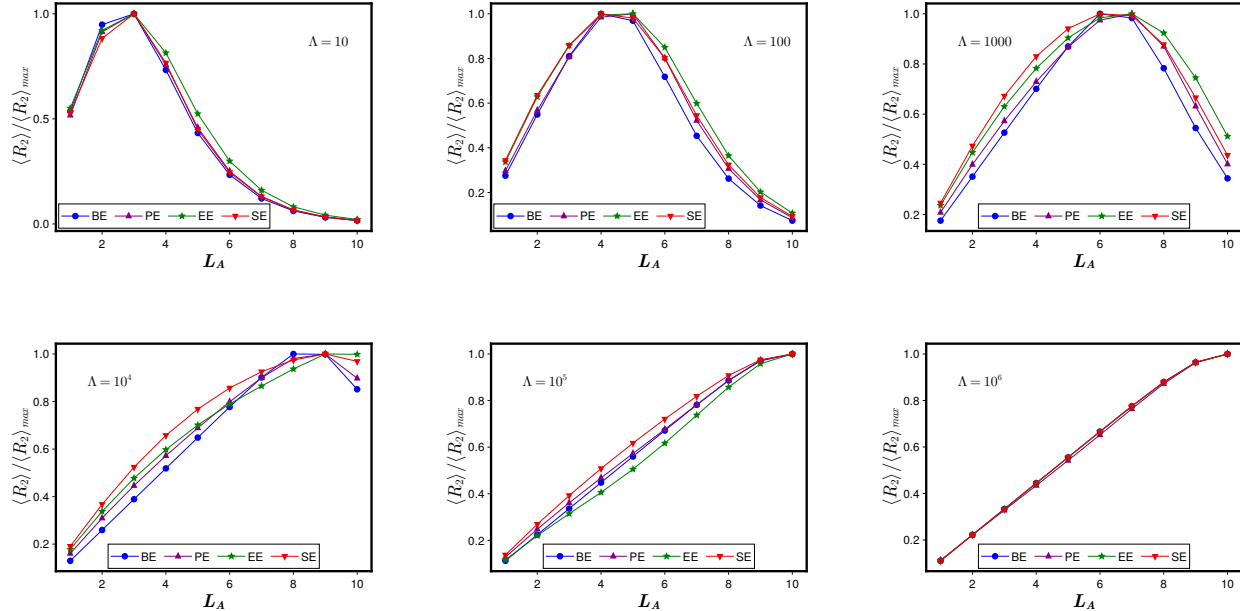 ⟨R₂⟩/⟨R₂⟩ₘₐₓ
1.0
0.5
0.0
Λ = 10
BE PE EE SE
2 4 6 8 10
L_A
⟨R₂⟩/⟨R₂⟩ₘₐₓ
1.0
0.8
0.6
0.4
0.2
Λ = 100
BE PE EE SE
2 4 6 8 10
L_A
⟨R₂⟩/⟨R₂⟩ₘₐₓ
1.0
0.8
0.6
0.4
0.2
Λ = 1000
BE PE EE SE
2 4 6 8 10
L_A
⟨R₂⟩/⟨R₂⟩ₘₐₓ
1.0
0.8
0.6
0.4
0.2
Λ = 10⁴
BE PE EE SE
2 4 6 8 10
L_A
⟨R₂⟩/⟨R₂⟩ₘₐₓ
1.0
0.8
0.6
0.4
0.2
Λ = 10⁵
BE PE EE SE
2 4 6 8 10
L_A
⟨R₂⟩/⟨R₂⟩ₘₐₓ
1.0
0.8
0.6
0.4
0.2
Λ = 10⁶
BE PE EE SE
2 4 6 8 10
L_A